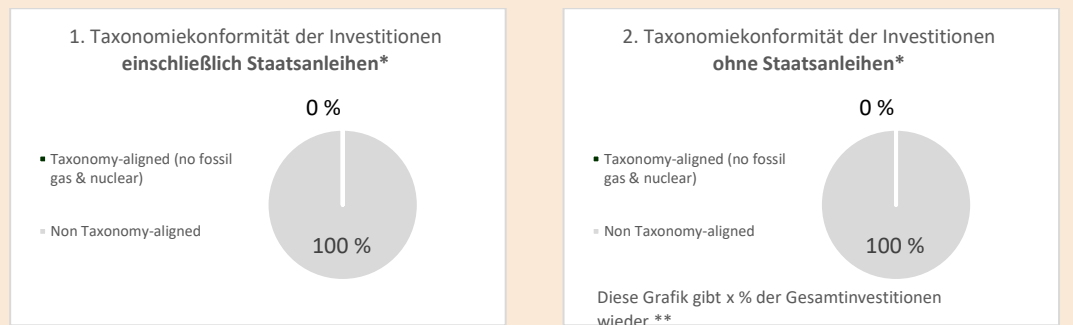 1. Taxonomiekonformität der Investitionen
einschließlich Staatsanleihen*
0 %
Taxonomy-aligned (no fossil
gas & nuclear)
Non Taxonomy-aligned
100 %
2. Taxonomiekonformität der Investitionen
ohne Staatsanleihen*
0 %
Taxonomy-aligned (no fossil
gas & nuclear)
Non Taxonomy-aligned
100 %
Diese Grafik gibt x % der Gesamtinvestitionen
wieder.**